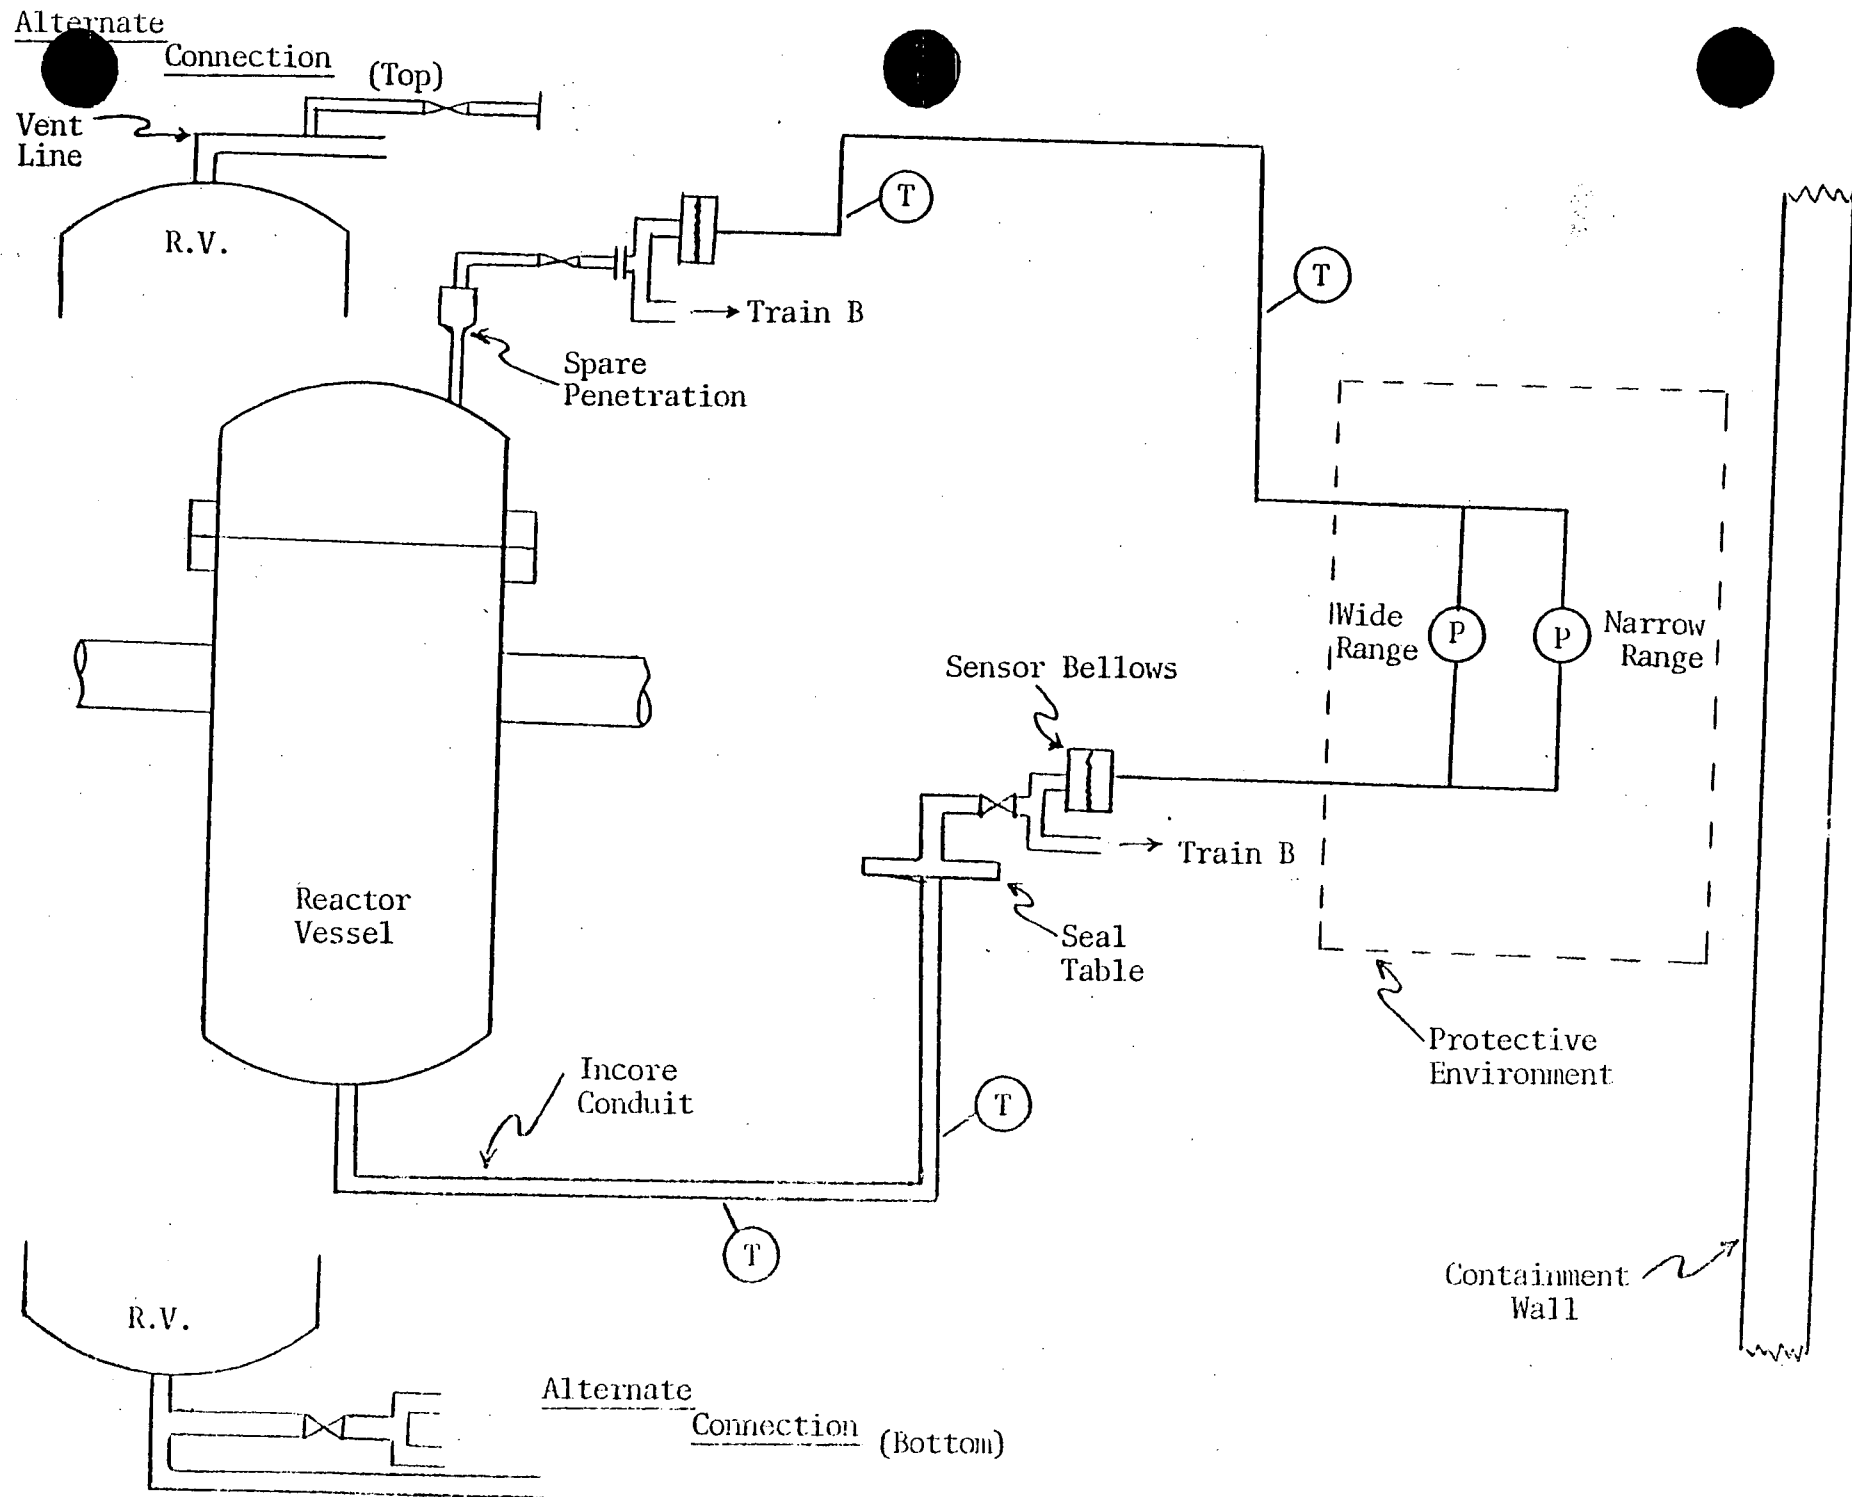 Alternate
Connection (Top)
Vent
Line
R.V.
T
T
Train B
Spare
Penetration
Wide
Range
P
P
Narrow
Range
Sensor Bellows
Train B
Seal
Table
Reactor
Vessel
Protective
Environment
Incore
Conduit
T
T
Containment
Wall
R.V.
Alternate
Connection (Bottom)